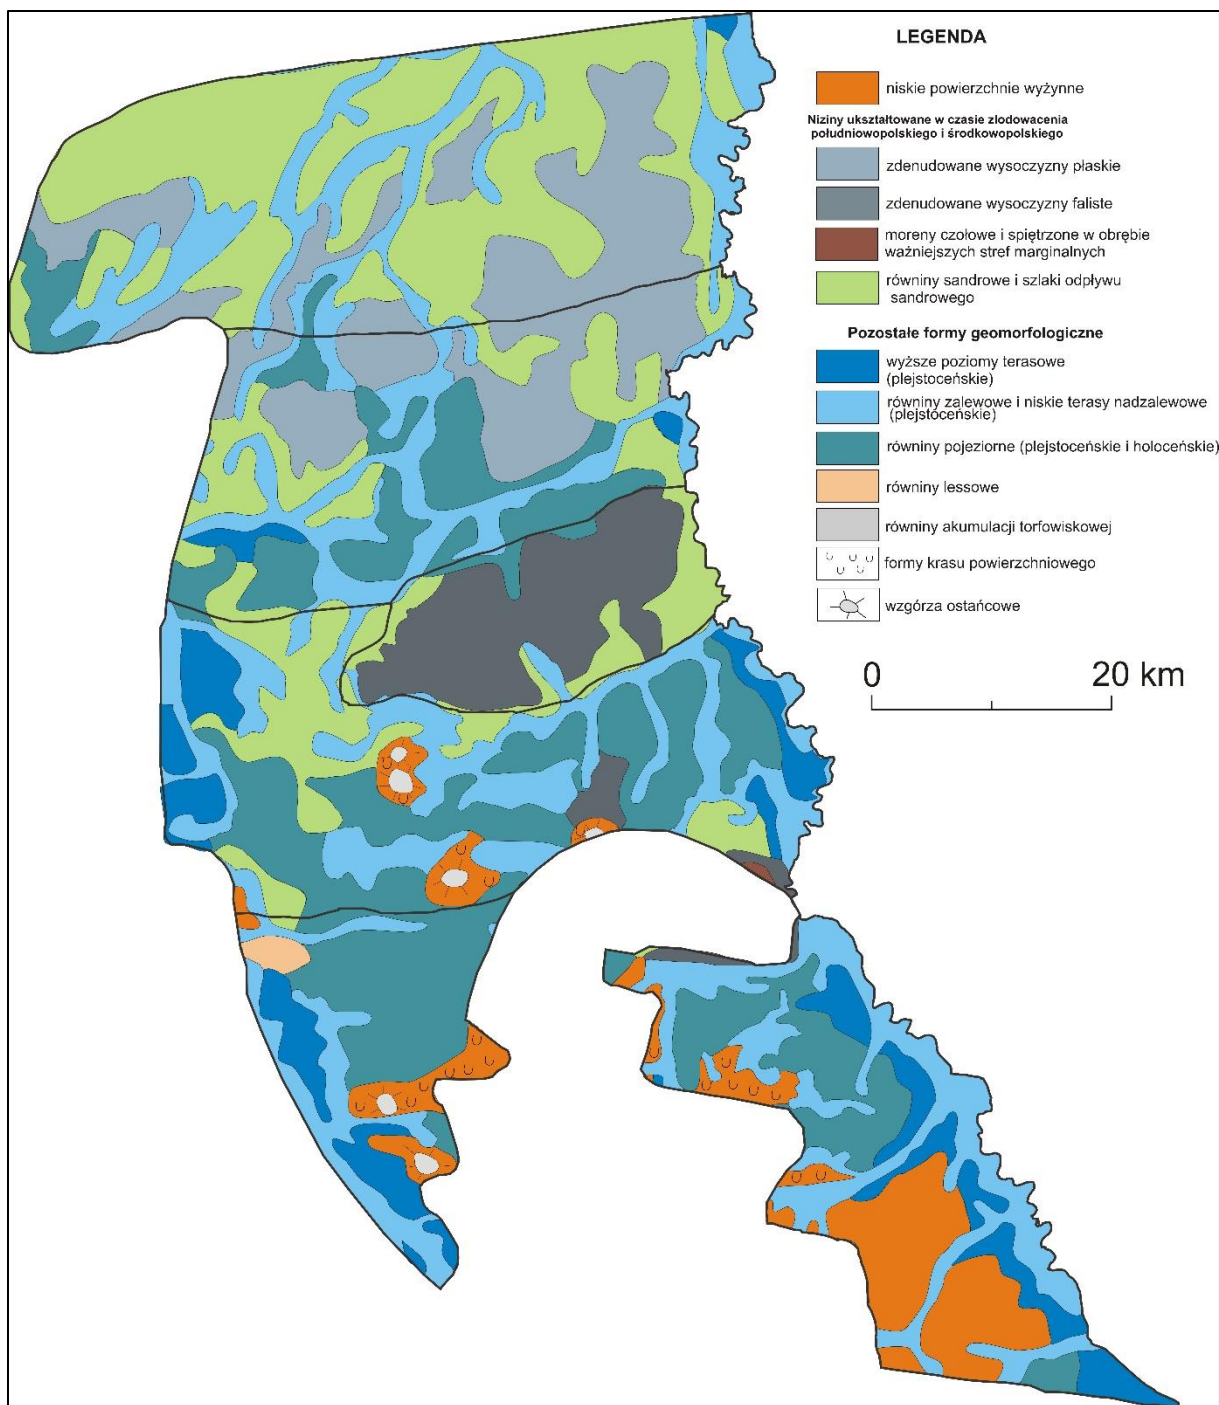 LEGENDA
niskie powierzchnie wyżynne
Niziny ukształtowane w czasie zlodowacenia
południowopolskiego i środkowopolskiego
zdenudowane wysoczyzny płaskie
zdenudowane wysoczyzny faliste
moreny czołowe i spiętrzone w obrębie
ważniejszych stref marginalnych
równiny sandrowe i szlaki odpływu
sandrowego
Pozostałe formy geomorfologiczne
wyższe poziomy terasowe
(plejstoceńskie)
równiny zalewowe i niskie terasy nadzalewowe
(plejstoceńskie)
równiny pojeziorne (plejstoceńskie i holoceńskie)
równiny lessowe
równiny akumulacji torfowiskowej
formy krasu powierzchniowego
wzgórza ostańcowe
0 20 km